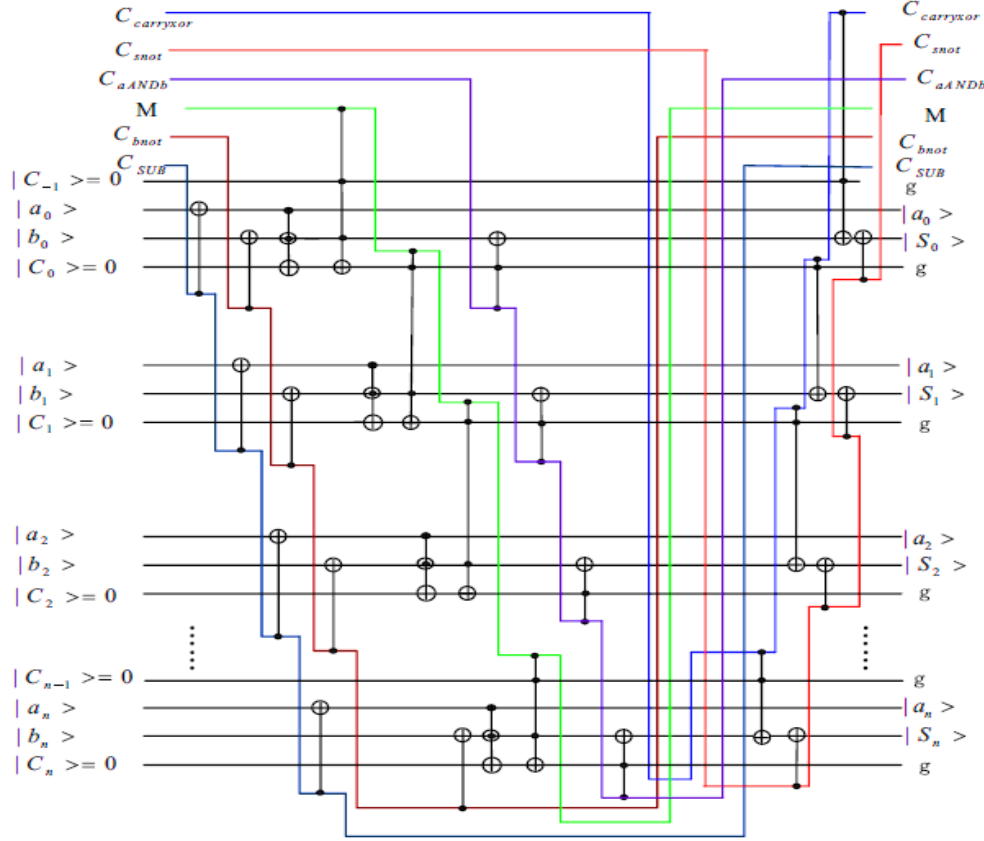 C_carryxor C_carryxor
C_snot C_snot
C_aANDb C_aANDb
M M
C_bnot C_bnot
C_SUB C_SUB
| C_{-1} >= 0 g
| a_0 > | a_0 >
| b_0 > | S_0 >
| C_0 >= 0 g
| a_1 > | a_1 >
| b_1 > | S_1 >
| C_1 >= 0 g
| a_2 > | a_2 >
| b_2 > | S_2 >
| C_2 >= 0 g
| C_{n-1} >= 0 g
| a_n > | a_n >
| b_n > | S_n >
| C_n >= 0 g